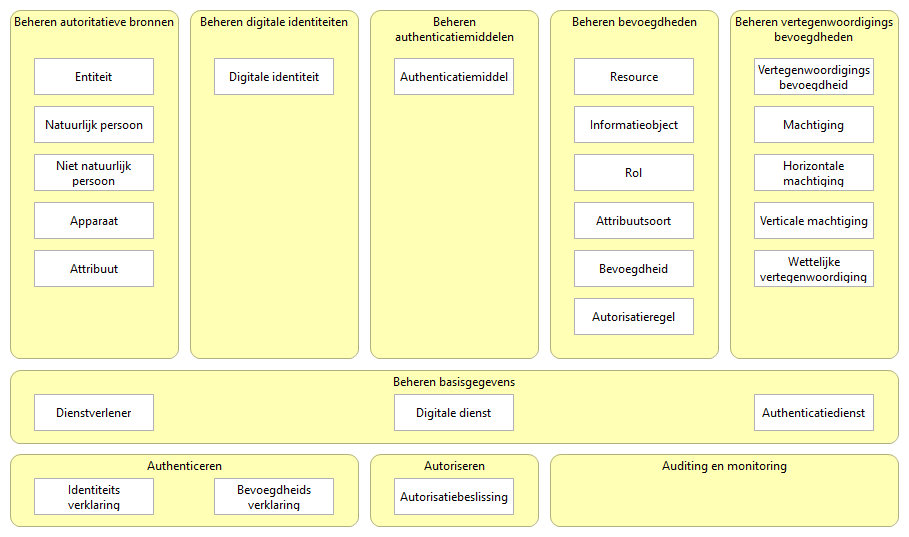 Beheren autoritatieve bronnen
Entiteit
Natuurlijk persoon
Niet natuurlijk
persoon
Apparaat
Attribuut
Beheren digitale identiteiten
Digitale identiteit
Beheren
authenticatiemiddelen
Authenticatiemiddel
Beheren bevoegdheden
Resource
Informatieobject
Rol
Attribuutsoort
Bevoegdheid
Autorisatieregel
Beheren vertegenwoordigings
bevoegdheden
Vertegenwoordigings
bevoegdheid
Machtiging
Horizontale
machtiging
Verticale machtiging
Wettelijke
vertegenwoordiging
Beheren basisgegevens
Dienstverlener
Digitale dienst
Authenticatiedienst
Authenticeren
Identiteits
verklaring
Bevoegdheids
verklaring
Autoriseren
Autorisatiebeslissing
Auditing en monitoring